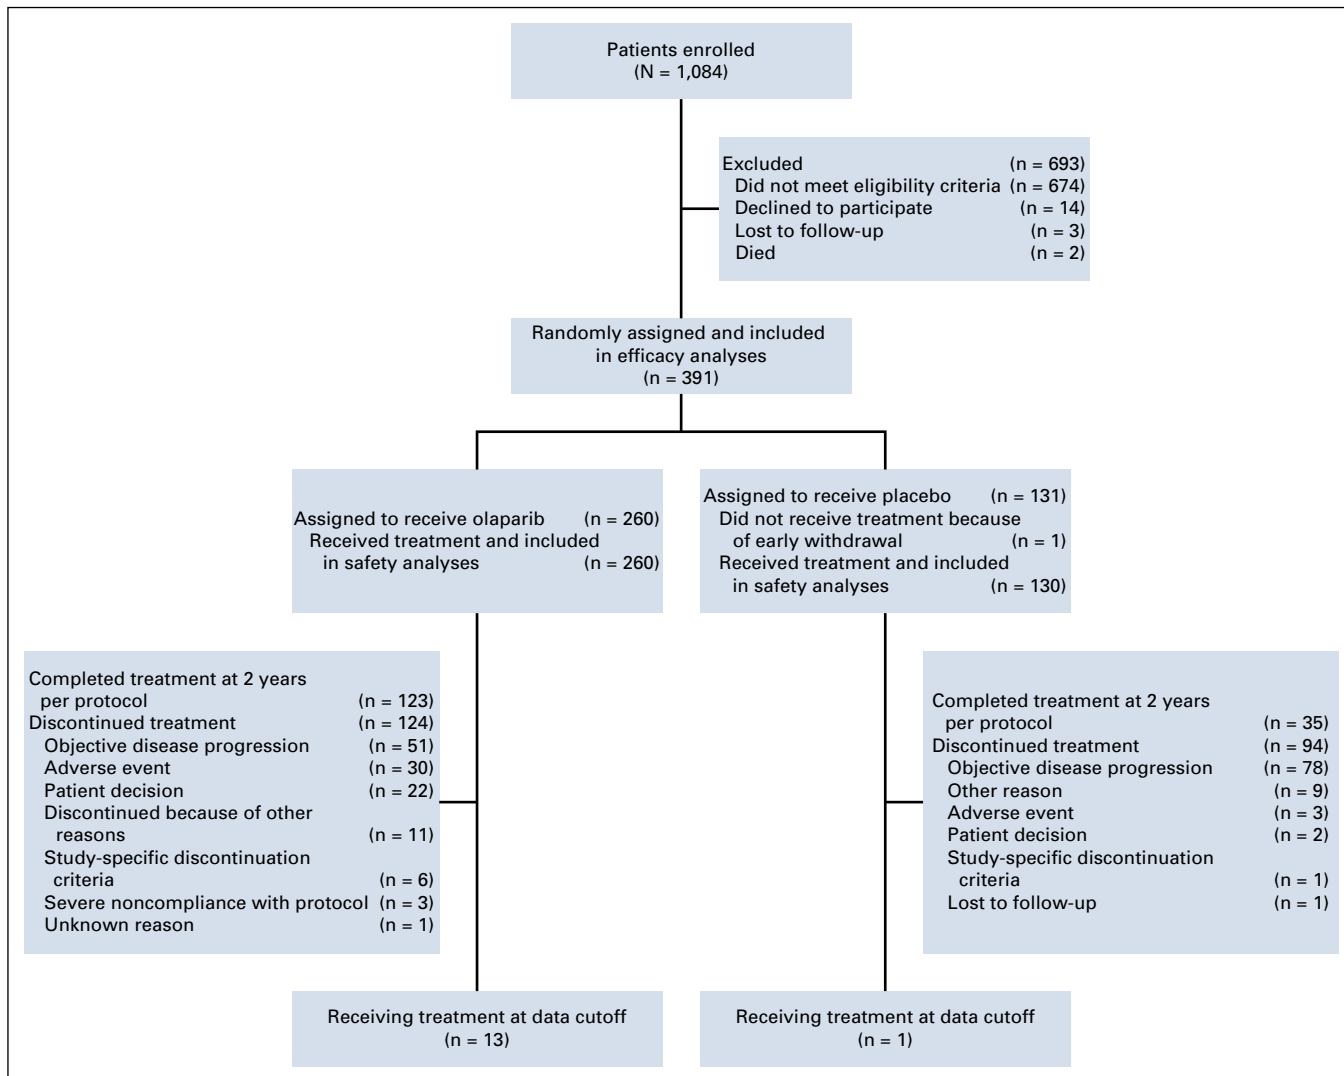 Patients enrolled
(N = 1,084)
Excluded (n = 693)
Did not meet eligibility criteria (n = 674)
Declined to participate (n = 14)
Lost to follow-up (n = 3)
Died (n = 2)
Randomly assigned and included
in efficacy analyses
(n = 391)
Assigned to receive olaparib (n = 260)
Received treatment and included
in safety analyses (n = 260)
Assigned to receive placebo (n = 131)
Did not receive treatment because
of early withdrawal (n = 1)
Received treatment and included
in safety analyses (n = 130)
Completed treatment at 2 years
per protocol (n = 123)
Discontinued treatment (n = 124)
Objective disease progression (n = 51)
Adverse event (n = 30)
Patient decision (n = 22)
Discontinued because of other
reasons (n = 11)
Study-specific discontinuation
criteria (n = 6)
Severe noncompliance with protocol (n = 3)
Unknown reason (n = 1)
Completed treatment at 2 years
per protocol (n = 35)
Discontinued treatment (n = 94)
Objective disease progression (n = 78)
Other reason (n = 9)
Adverse event (n = 3)
Patient decision (n = 2)
Study-specific discontinuation
criteria (n = 1)
Lost to follow-up (n = 1)
Receiving treatment at data cutoff
(n = 13)
Receiving treatment at data cutoff
(n = 1)